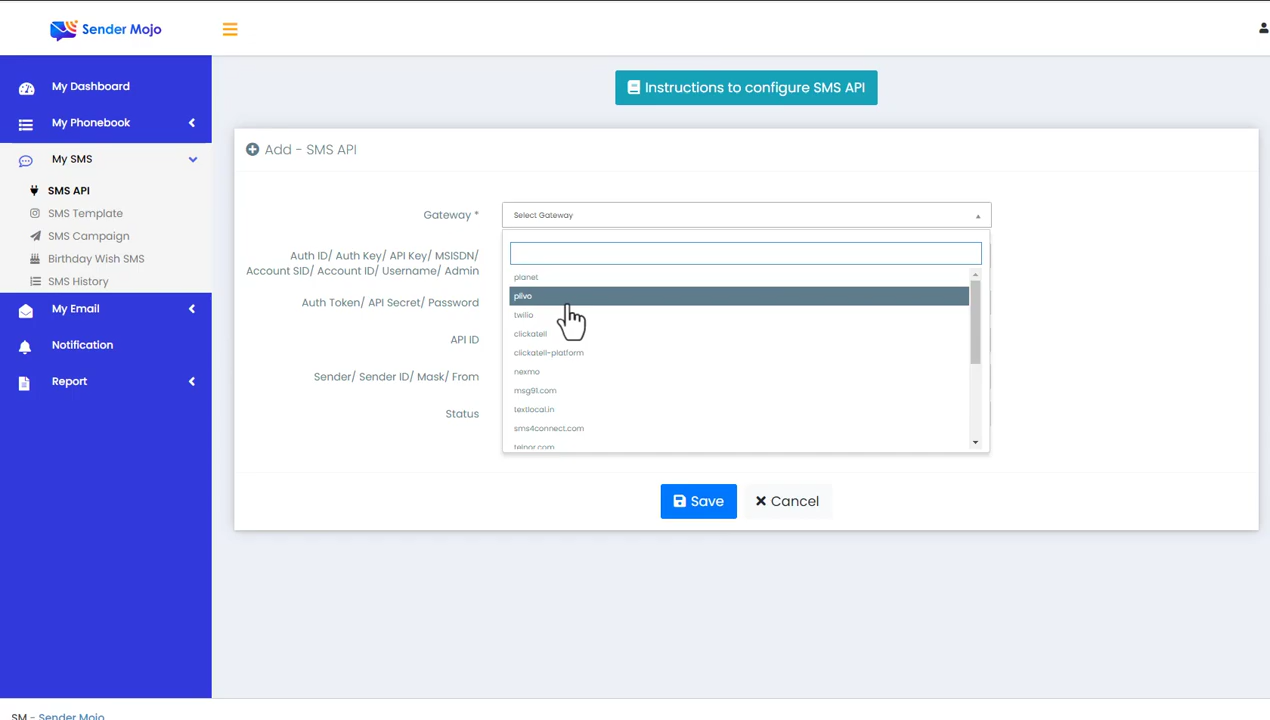 Sender Mojo
Instructions to configure SMS API
My Dashboard
My Phonebook
My SMS
SMS API
SMS Template
SMS Campaign
Birthday Wish SMS
SMS History
My Email
Notification
Report
Add - SMS API
Gateway *
Select Gateway
planet
plivo
twilio
clickatell
clickatell-platform
nexmo
msg91.com
textlocal.in
sms4connect.com
telnor.com
Auth ID/ Auth Key/ API Key/ MSISDN/
Account SID/ Account ID/ Username/ Admin
Auth Token/ API Secret/ Password
API ID
Sender/ Sender ID/ Mask/ From
Status
Save
Cancel
SM - Sender Mojo